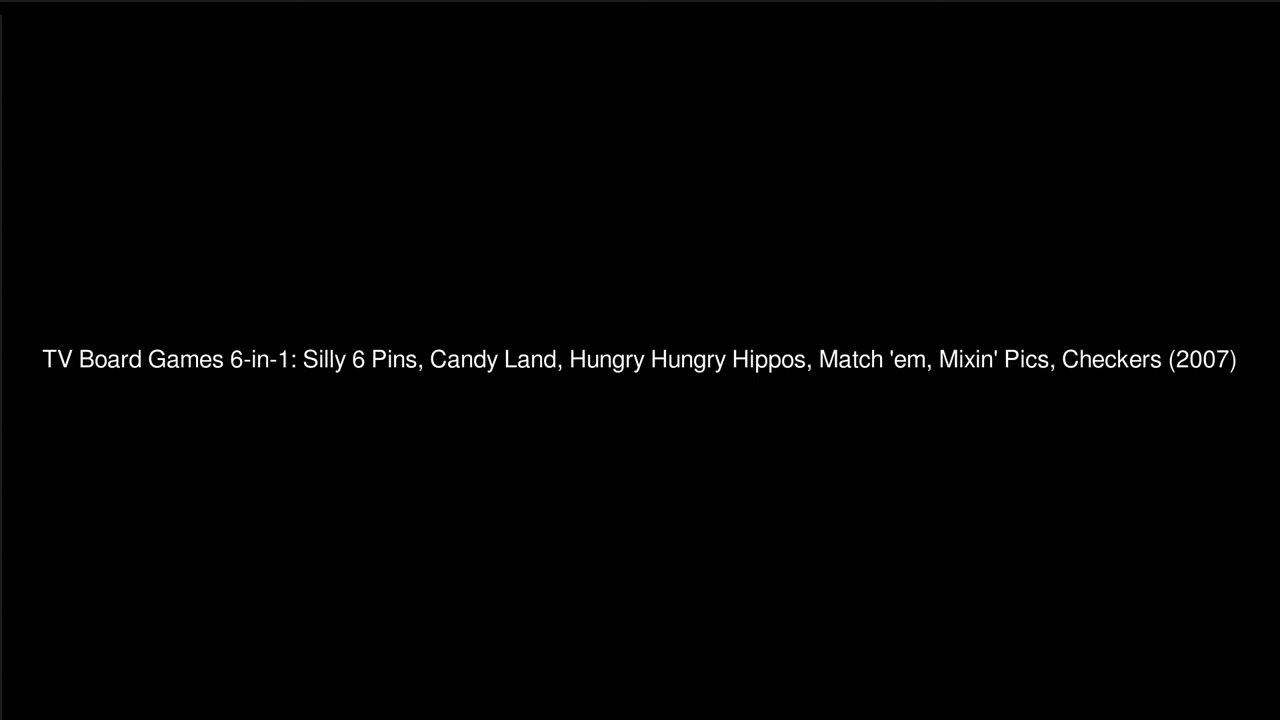 TV Board Games 6-in-1: Silly 6 Pins, Candy Land, Hungry Hungry Hippos, Match 'em, Mixin' Pics, Checkers (2007)